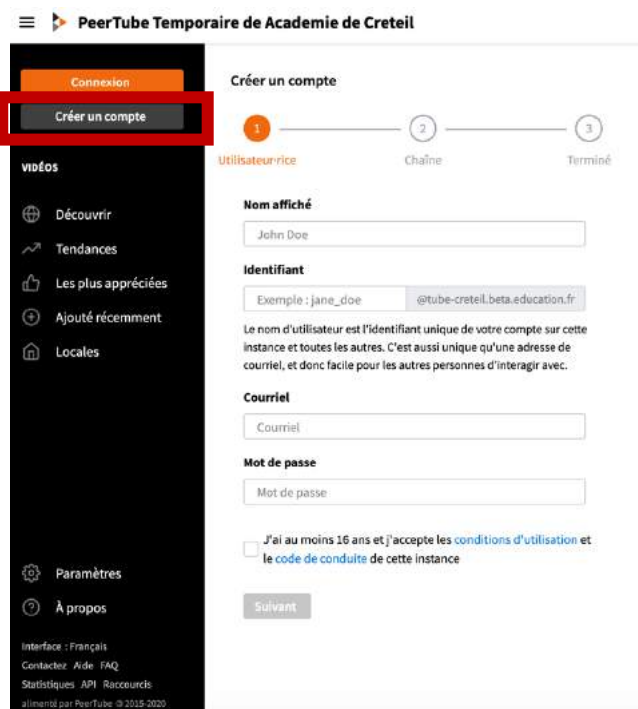 PeerTube Temporaire de Academie de Creteil
Connexion
Créer un compte
VIDÉOS
Découvrir
Tendances
Les plus appréciées
Ajouté récemment
Locales
Paramètres
À propos
Interface : Français
Contactez Aide FAQ
Statistiques API Raccourcis
alimenté par PeerTube © 2015-2020
Créer un compte
1
2
3
Utilisateur·rice
Chaîne
Terminé
Nom affiché
John Doe
Identifiant
Exemple : jane_doe
@tube-creteil.beta.education.fr
Le nom d'utilisateur est l'identifiant unique de votre compte sur cette
instance et toutes les autres. C'est aussi unique qu'une adresse de
courriel, et donc facile pour les autres personnes d'interagir avec.
Courriel
Courriel
Mot de passe
Mot de passe
J'ai au moins 16 ans et j'accepte les conditions d'utilisation et
le code de conduite de cette instance
Suivant